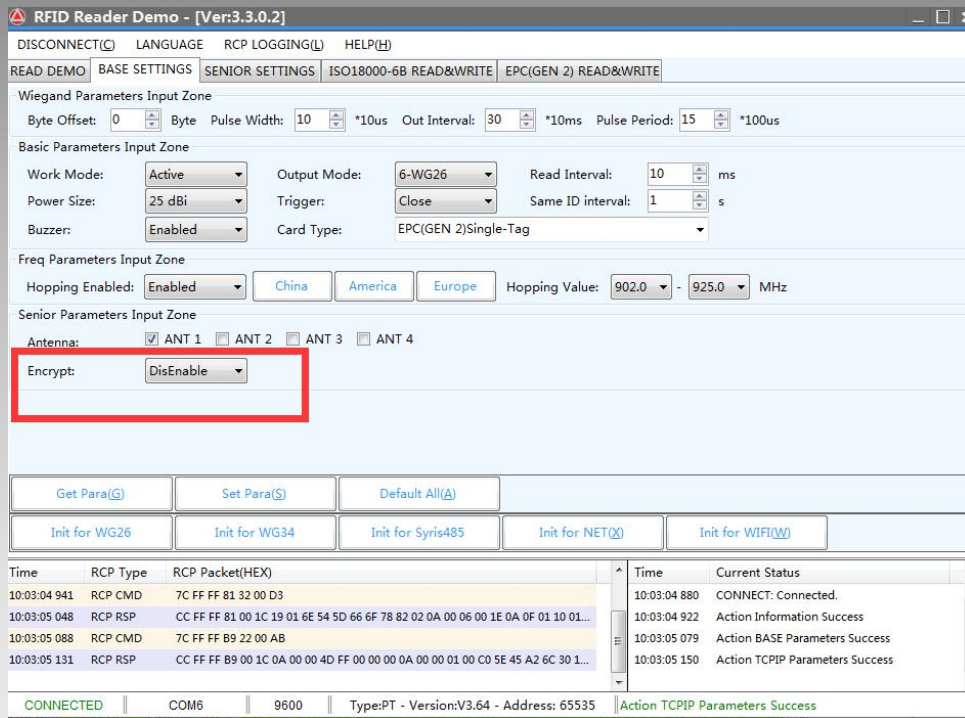 RFID Reader Demo - [Ver:3.3.0.2]
DISCONNECT(C) LANGUAGE RCP LOGGING(L) HELP(H)
READ DEMO BASE SETTINGS SENIOR SETTINGS ISO18000-6B READ&WRITE EPC(GEN 2) READ&WRITE
Wiegand Parameters Input Zone
Byte Offset: 0 Byte Pulse Width: 10 *10us Out Interval: 30 *10ms Pulse Period: 15 *100us
Basic Parameters Input Zone
Work Mode: Active Output Mode: 6-WG26 Read Interval: 10 ms
Power Size: 25 dBi Trigger: Close Same ID interval: 1 s
Buzzer: Enabled Card Type: EPC(GEN 2)Single-Tag
Freq Parameters Input Zone
Hopping Enabled: Enabled China America Europe Hopping Value: 902.0 - 925.0 MHz
Senior Parameters Input Zone
Antenna: ANT 1 ANT 2 ANT 3 ANT 4
Encrypt: DisEnable
Get Para(G) Set Para(S) Default All(A)
Init for WG26 Init for WG34 Init for Syris485 Init for NET(X) Init for WIFI(W)
Time RCP Type RCP Packet(HEX) Time Current Status
10:03:04 941 RCP CMD 7C FF FF 81 32 00 D3 10:03:04 880 CONNECT: Connected.
10:03:05 048 RCP RSP CC FF FF 81 00 1C 19 01 6E 54 5D 66 6F 78 82 02 0A 00 06 00 1E 0A 0F 01 10 01... 10:03:04 922 Action Information Success
10:03:05 088 RCP CMD 7C FF FF B9 22 00 AB 10:03:05 079 Action BASE Parameters Success
10:03:05 131 RCP RSP CC FF FF B9 00 1C 0A 00 00 4D FF 00 00 00 0A 00 00 01 00 C0 5E 45 A2 6C 30 1... 10:03:05 150 Action TCPIP Parameters Success
CONNECTED COM6 9600 Type:PT - Version:V3.64 - Address: 65535 Action TCPIP Parameters Success